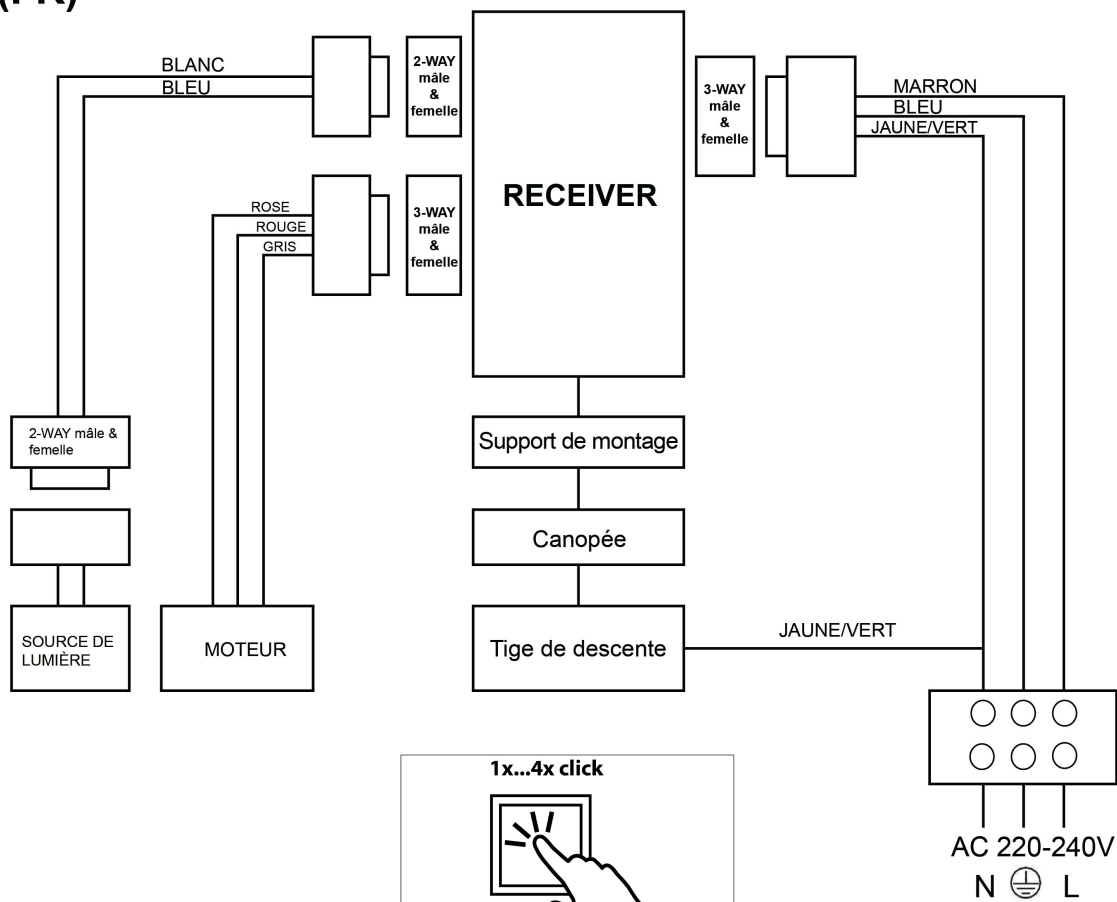 BLANC
BLEU
2-WAY
mâle
&
femelle
ROSE
ROUGE
GRIS
3-WAY
mâle
&
femelle
RECEIVER
3-WAY
mâle
&
femelle
MARRON
BLEU
JAUNE/VERT
2-WAY mâle &
femelle
SOURCE DE
LUMIÈRE
MOTEUR
Support de montage
Canopée
Tige de descente
JAUNE/VERT
AC 220-240V
N L
1x...4x click